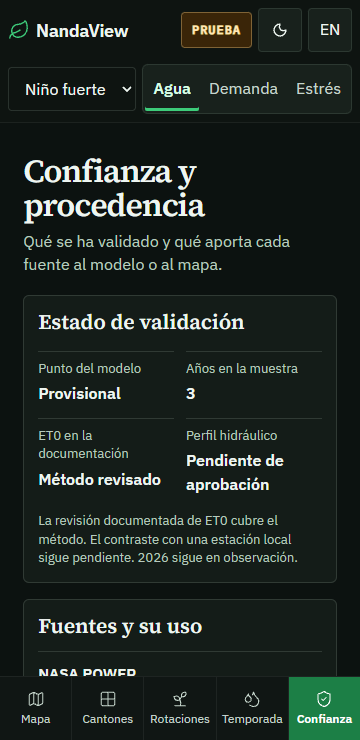 NandaView
PRUEBA
EN
Niño fuerte
Agua
Demanda
Estrés
Confianza y
procedencia
Qué se ha validado y qué aporta cada
fuente al modelo o al mapa.
Estado de validación
Punto del modelo
Provisional
Años en la muestra
3
ET0 en la
documentación
Método revisado
Perfil hidráulico
Pendiente de
aprobación
La revisión documentada de ET0 cubre el
método. El contraste con una estación local
sigue pendiente. 2026 sigue en observación.
Fuentes y su uso
NASA POWER
Mapa
Cantones
Rotaciones
Temporada
Confianza